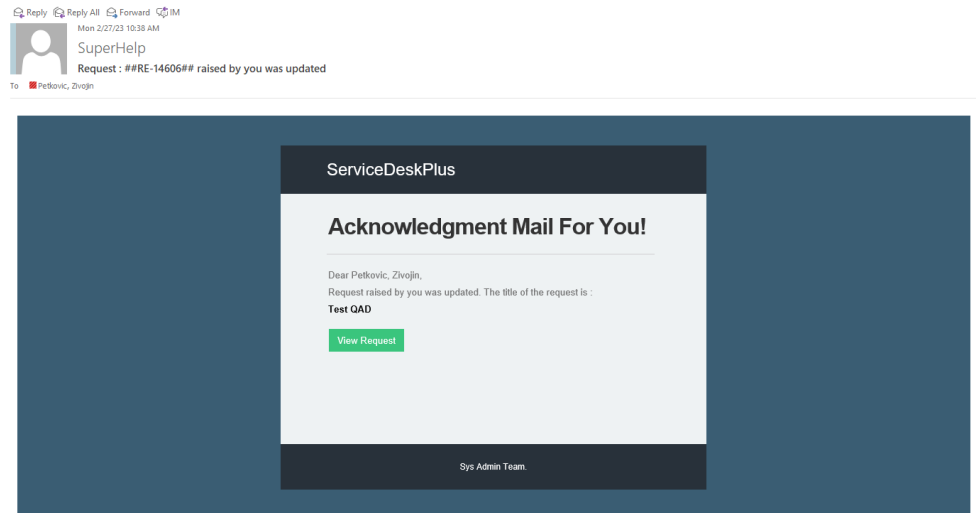 Reply Reply All Forward IM
Mon 2/27/23 10:38 AM
SuperHelp
Request : ##RE-14606## raised by you was updated
To Petkovic, Zivojin
ServiceDeskPlus
Acknowledgment Mail For You!
Dear Petkovic, Zivojin,
Request raised by you was updated. The title of the request is :
Test QAD
View Request
Sys Admin Team.